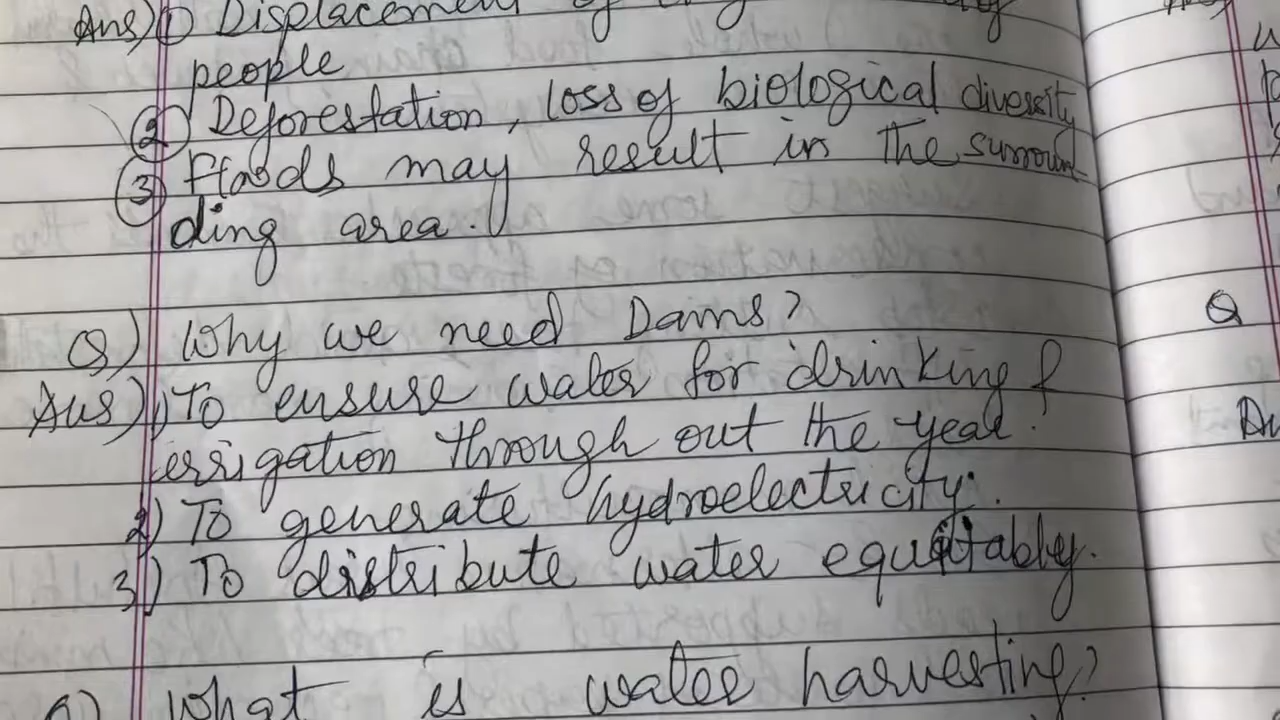 Ans) ① Displacement of
people
② Deforestation, loss of biological diversity
③ Floods may result in the surroun
ding area.
Q) Why we need Dams?
Ans) 1) To ensure water for drinking &
irrigation through out the year.
2) To generate hydroelectricity.
3) To distribute water equitably.
Q) What is water harvesting?
Q